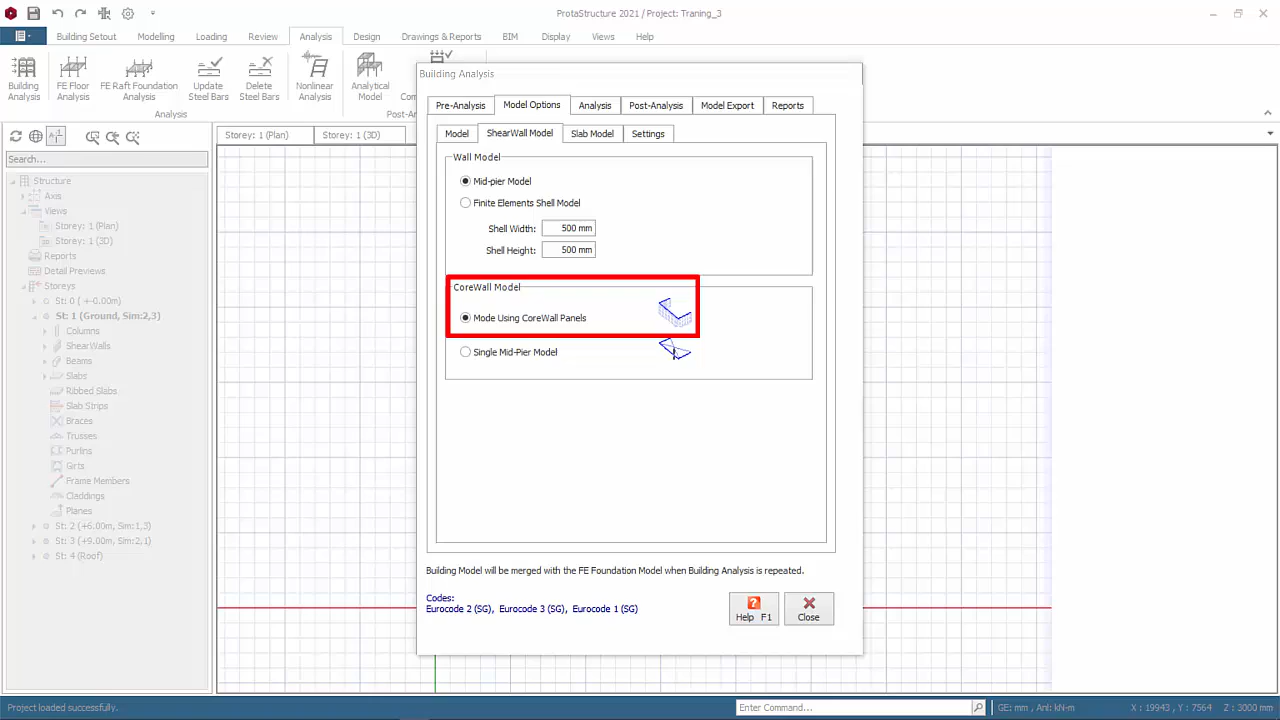 ProtaStructure 2021 / Project: Traning_3
Building Setout Modelling Loading Review Analysis Design Drawings & Reports BIM Display Views Help
Building Analysis
FE Floor Analysis
FE Raft Foundation Analysis
Update Steel Bars
Delete Steel Bars
Nonlinear Analysis
Analytical Model
Analysis
Storey: 1 (Plan)
Storey: 1 (3D)
Search...
Structure
Axis
Views
Storey: 1 (Plan)
Storey: 1 (3D)
Reports
Detail Previews
Storeys
St: 0 ( +-0.00m)
St: 1 (Ground, Sim:2,3)
Columns
ShearWalls
Beams
Slabs
Ribbed Slabs
Slab Strips
Braces
Trusses
Purlins
Girts
Frame Members
Claddings
Planes
St: 2 (+6.00m, Sim:1,3)
St: 3 (+9.00m, Sim:2,1)
St: 4 (Roof)
Building Analysis
Pre-Analysis Model Options Analysis Post-Analysis Model Export Reports
Model ShearWall Model Slab Model Settings
Wall Model
Mid-pier Model
Finite Elements Shell Model
Shell Width: 500 mm
Shell Height: 500 mm
CoreWall Model
Mode Using CoreWall Panels
Single Mid-Pier Model
Building Model will be merged with the FE Foundation Model when Building Analysis is repeated.
Codes:
Eurocode 2 (SG), Eurocode 3 (SG), Eurocode 1 (SG)
Help F1
Close
Project loaded successfully.
Enter Command...
GE: mm, Anl: kN-m
X : 19943 , Y : 7564
Z : 3000 mm